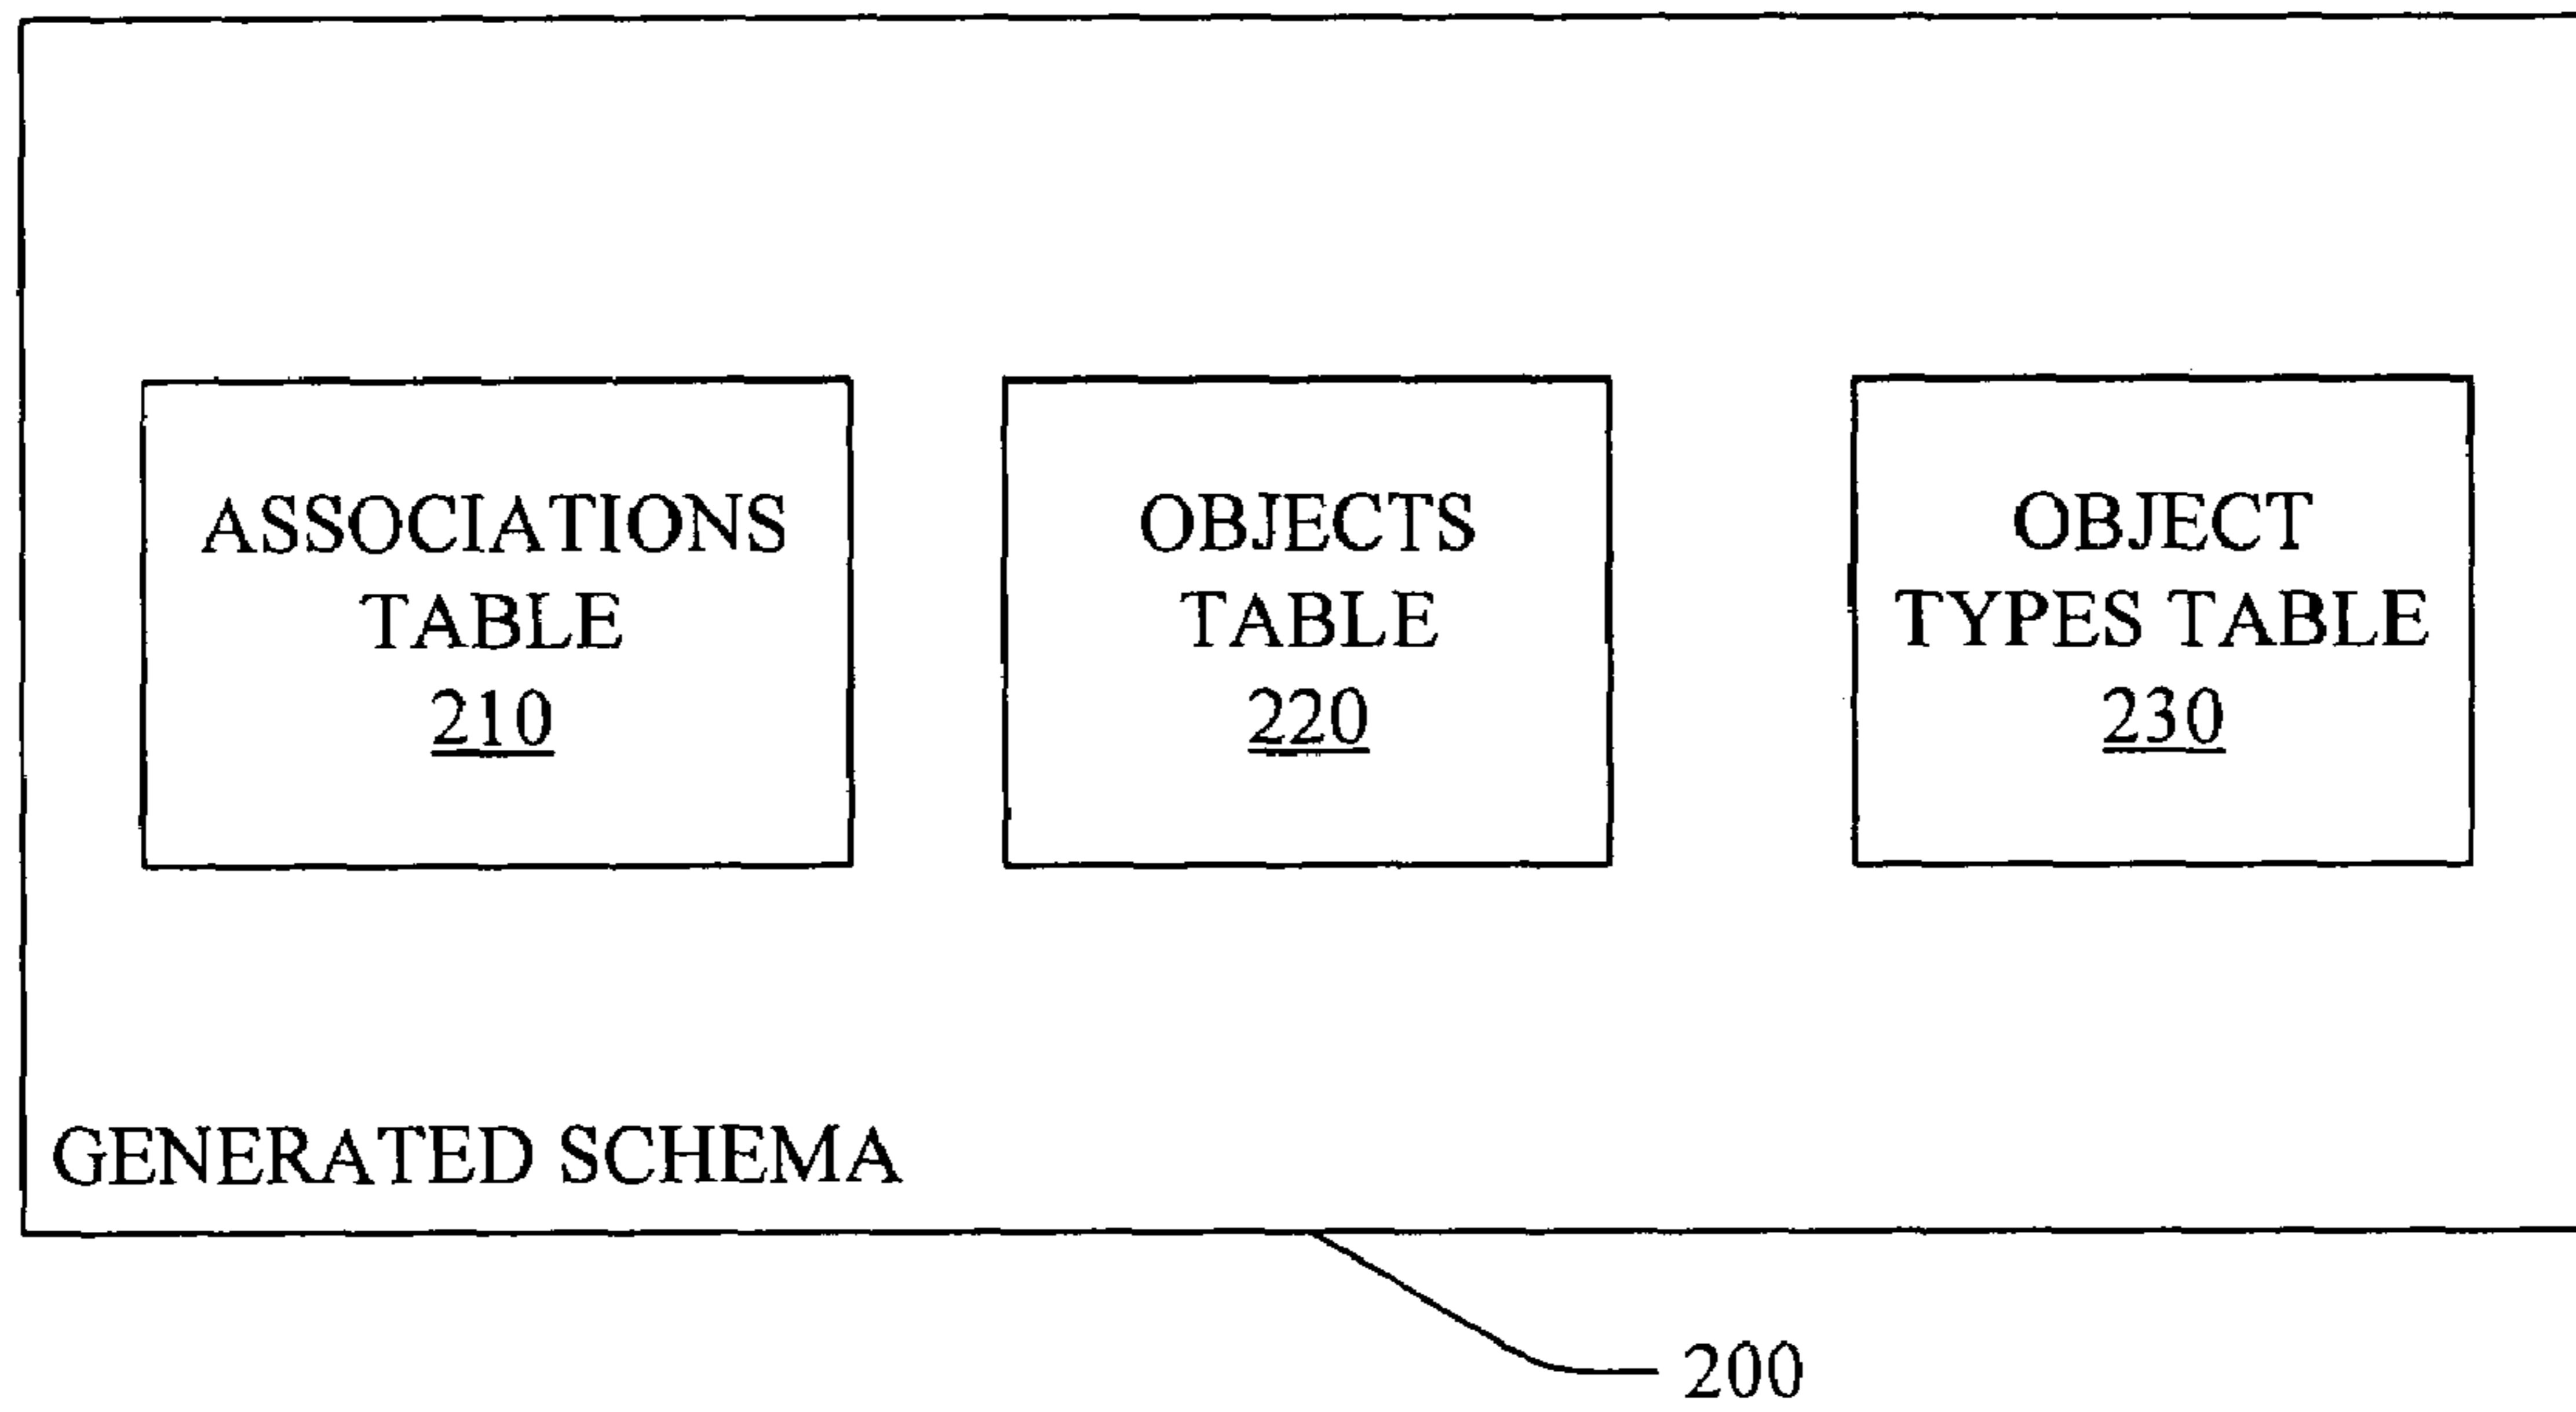 ASSOCIATIONS
TABLE
210
OBJECTS
TABLE
220
OBJECT
TYPES TABLE
230
GENERATED SCHEMA
200